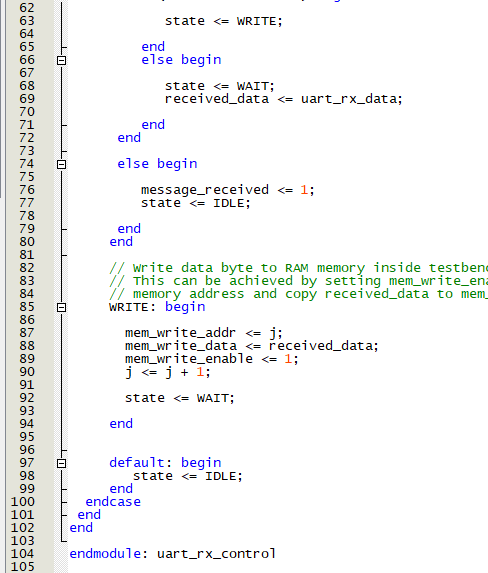 62
63 state <= WRITE;
64
65 end
66 else begin
67
68 state <= WAIT;
69 received_data <= uart_rx_data;
70
71 end
72 end
73
74 else begin
75
76 message_received <= 1;
77 state <= IDLE;
78
79 end
80 end
81
82 // Write data byte to RAM memory inside testbenc
83 // This can be achieved by setting mem_write_ena
84 // memory address and copy received_data to mem_
85 WRITE: begin
86
87 mem_write_addr <= j;
88 mem_write_data <= received_data;
89 mem_write_enable <= 1;
90 j <= j + 1;
91
92 state <= WAIT;
93
94 end
95
96
97 default: begin
98 state <= IDLE;
99 end
100 endcase
101 end
102 end
103
104 endmodule: uart_rx_control
105